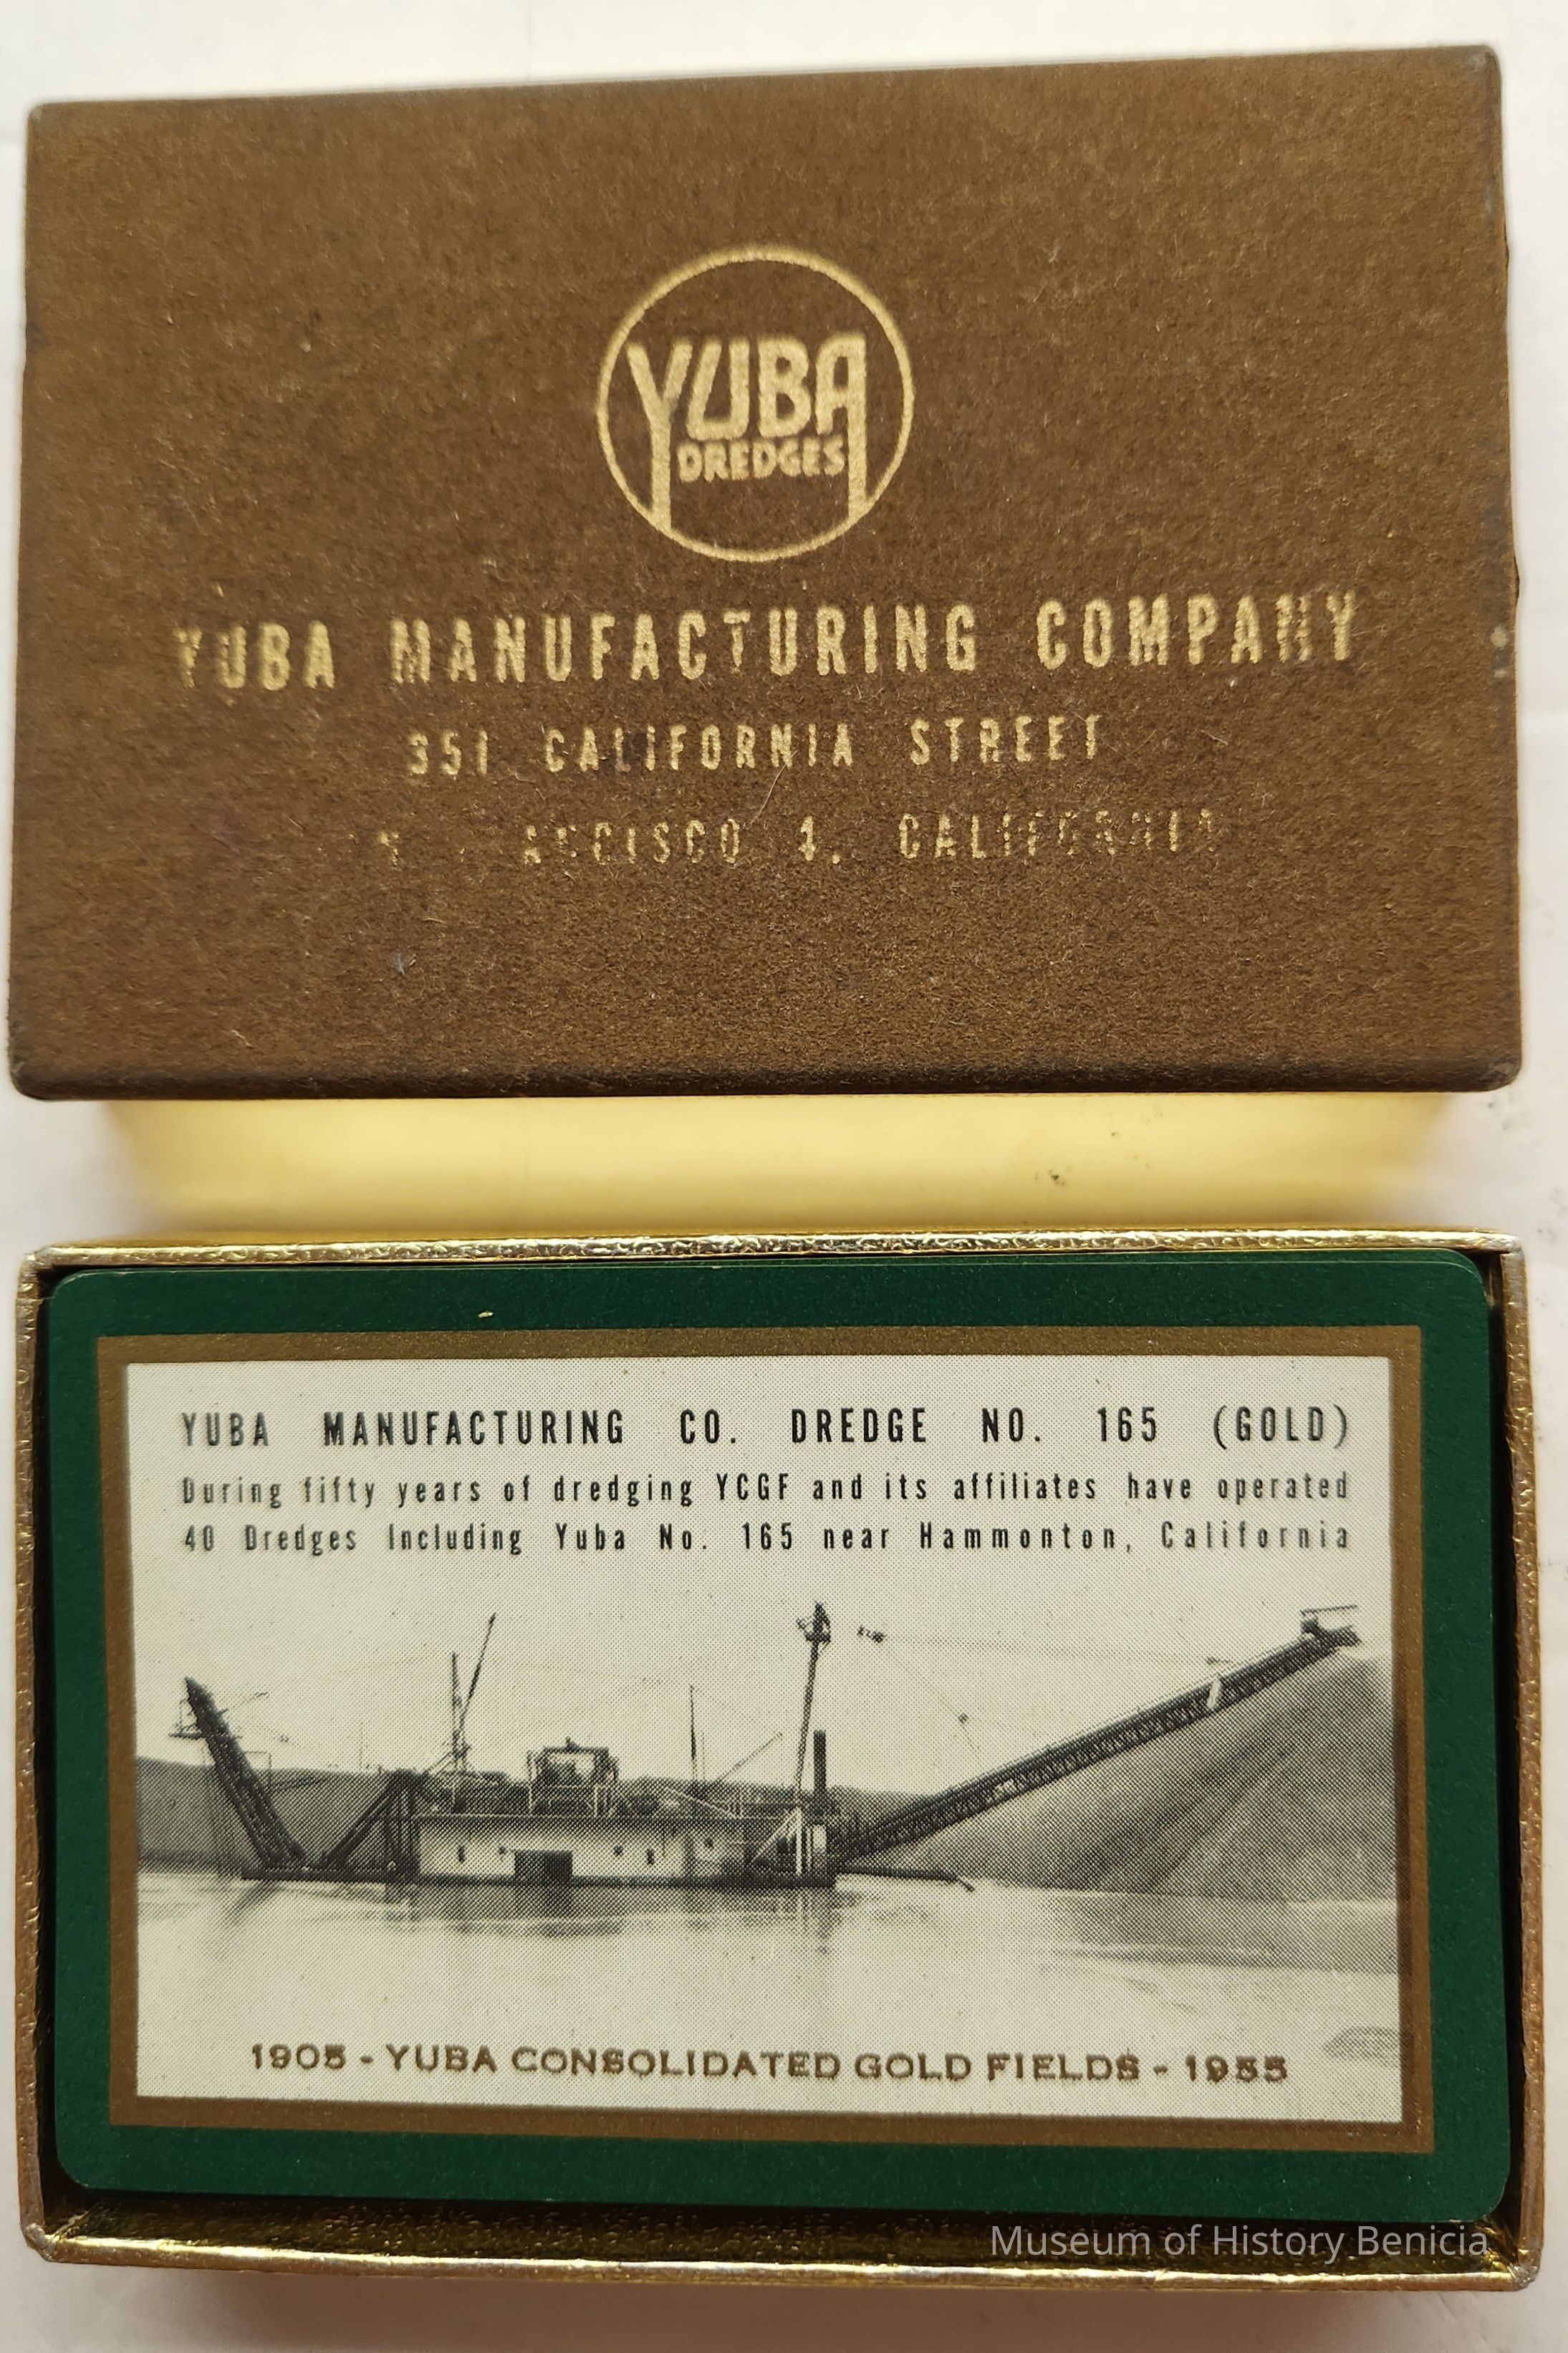 YUBA
DREDGES
YUBA MANUFACTURING COMPANY
351 CALIFORNIA STREET
4, CALIFORNIA
YUBA MANUFACTURING CO. DREDGE NO. 165 (GOLD)
During fifty years of dredging YCGF and its affiliates have operated
40 Dredges Including Yuba No. 165 near Hammonton, California
1905 - YUBA CONSOLIDATED GOLD FIELDS - 1955
Museum of History Benicia